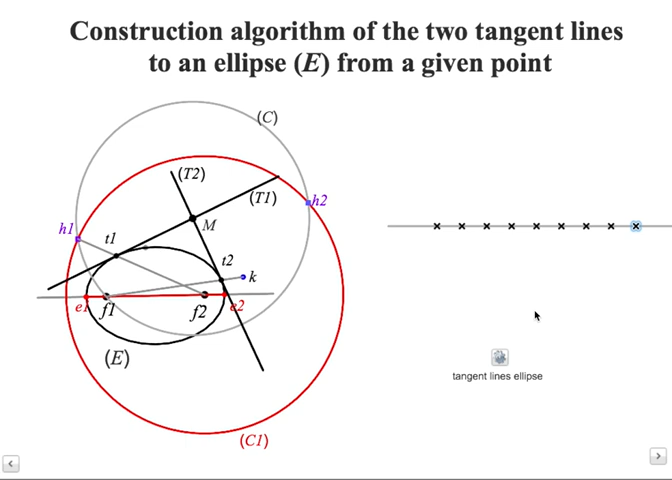 Construction algorithm of the two tangent lines
to an ellipse (E) from a given point
(C)
(T2)
(T1)
h2
h1
M
t1
t2
k
e1
f1
f2
e2
(E)
(C1)
tangent lines ellipse